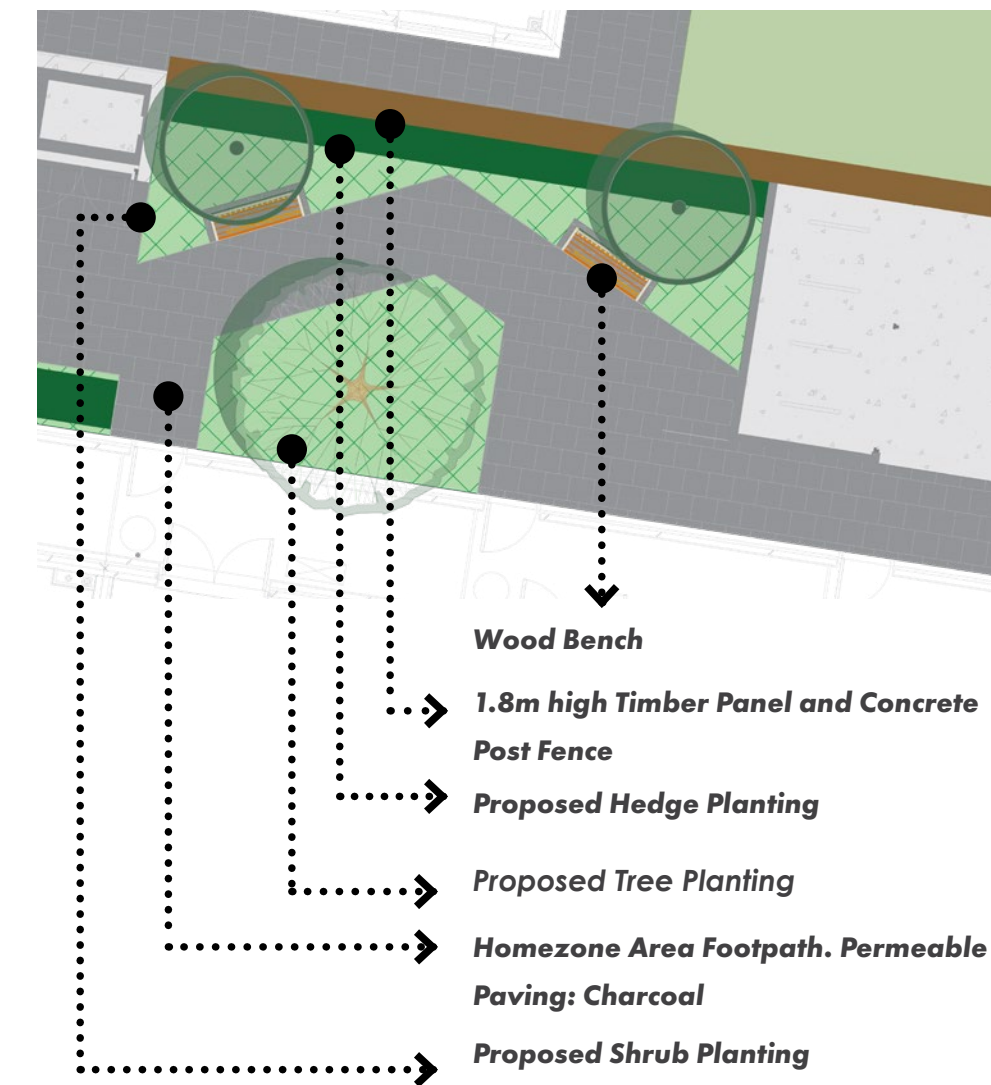 Wood Bench
1.8m high Timber Panel and Concrete
Post Fence
Proposed Hedge Planting
Proposed Tree Planting
Homezone Area Footpath. Permeable
Paving: Charcoal
Proposed Shrub Planting